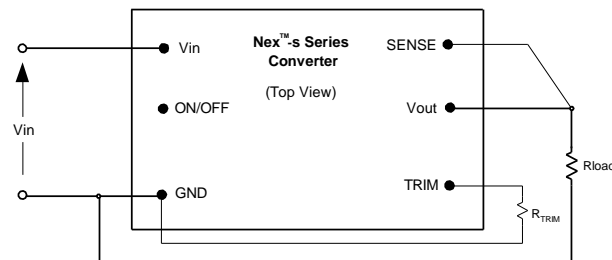 Nex™-s Series
Converter
(Top View)
Vin
ON/OFF
GND
SENSE
Vout
TRIM
Vin
Rload
RTRIM